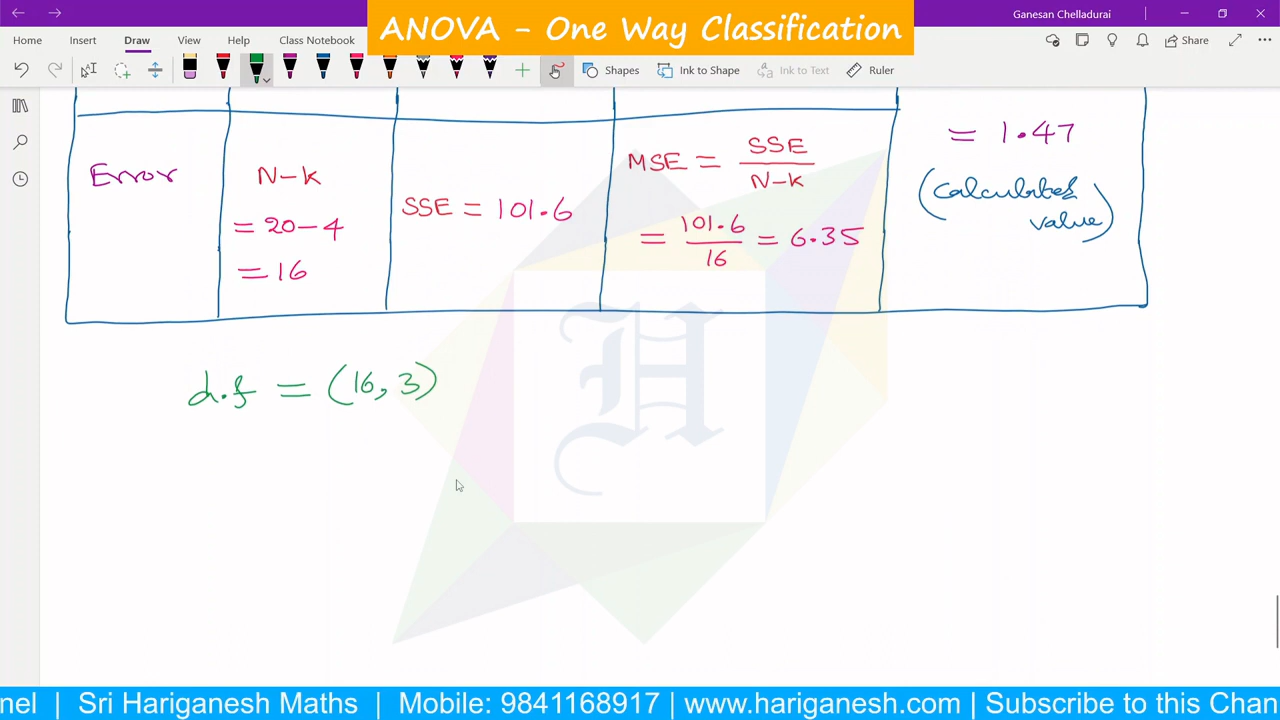 ANOVA - One Way Classification
Ganesan Chelladurai
Home Insert Draw View Help Class Notebook Share
Shapes Ink to Shape Ink to Text Ruler
Error
N-k
= 20-4
= 16
SSE = 101.6
MSE = SSE / N-k
= 101.6 / 16 = 6.35
= 1.47
(calculated
value)
d.f = (16, 3)
H
nel | Sri Hariganesh Maths | Mobile: 9841168917 | www.hariganesh.com | Subscribe to this Chan